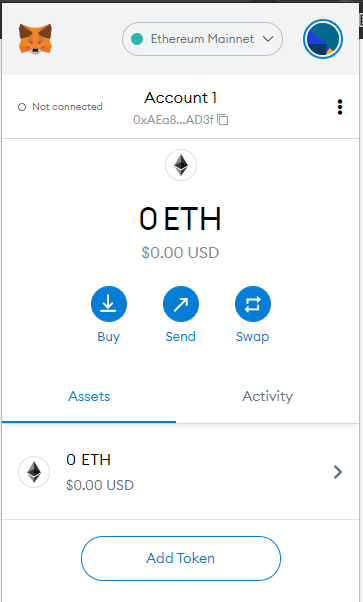 Ethereum Mainnet
Not connected
Account 1
0xAEa8...AD3f
0 ETH
$0.00 USD
Buy Send Swap
Assets Activity
0 ETH
$0.00 USD
Add Token